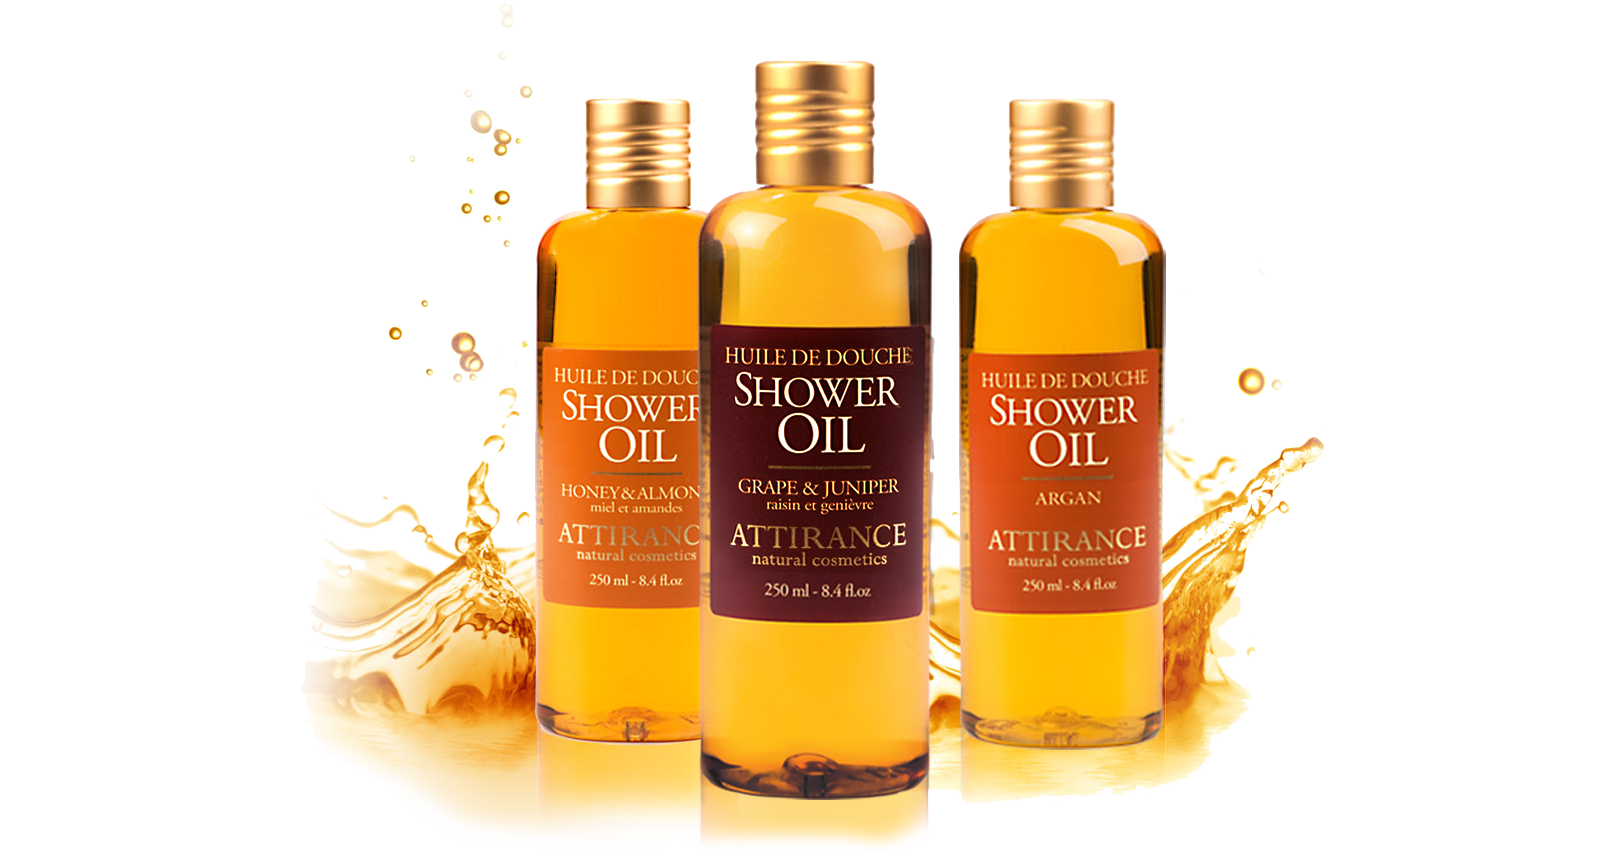 HUILE DE DOUC
SHOWER
OIL
HONEY & ALMON
miel et amandes
ATTIRANC
natural cosmetics
250 ml - 8.4 fl.oz
HUILE DE DOUCHE
SHOWER
OIL
GRAPE & JUNIPER
raisin et genièvre
ATTIRANCE
natural cosmetics
250 ml - 8.4 fl.oz
HUILE DE DOUCHE
SHOWER
OIL
ARGAN
ATTIRANCE
natural cosmetics
250 ml - 8.4 fl.oz